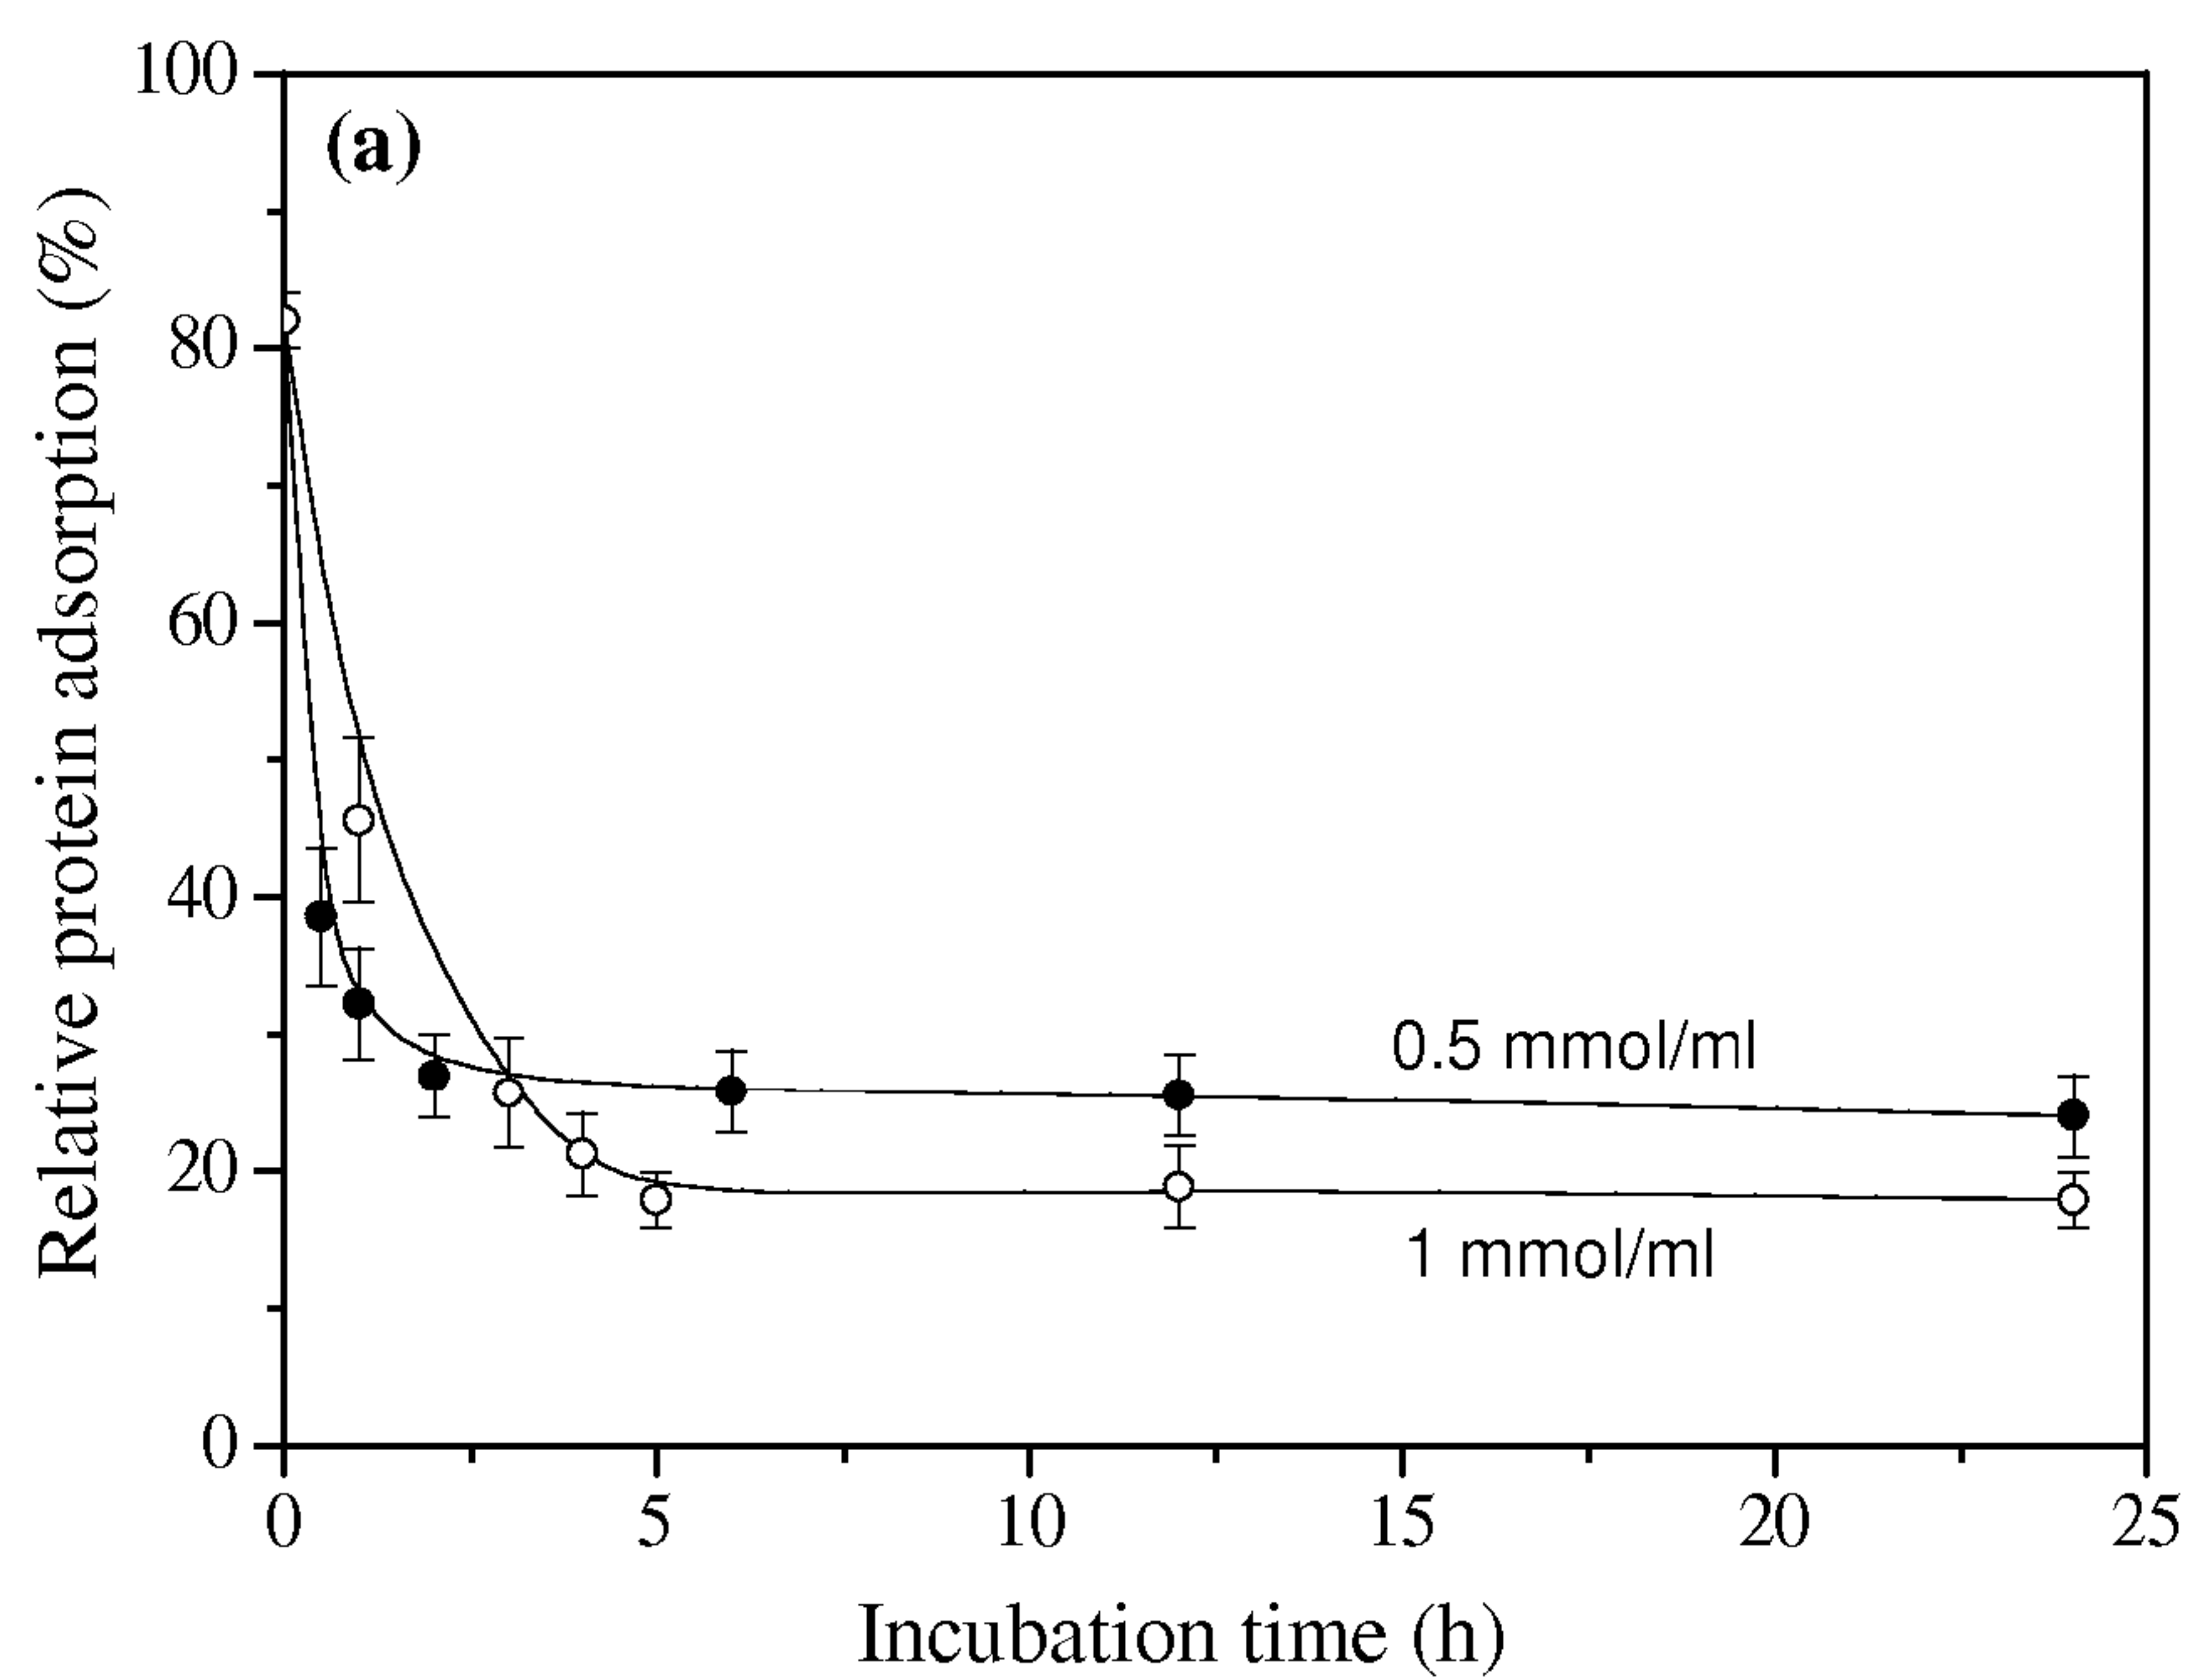 Relative protein adsorption (%)
100
80
60
40
20
0
(a)
0.5 mmol/ml
1 mmol/ml
0 5 10 15 20 25
Incubation time (h)